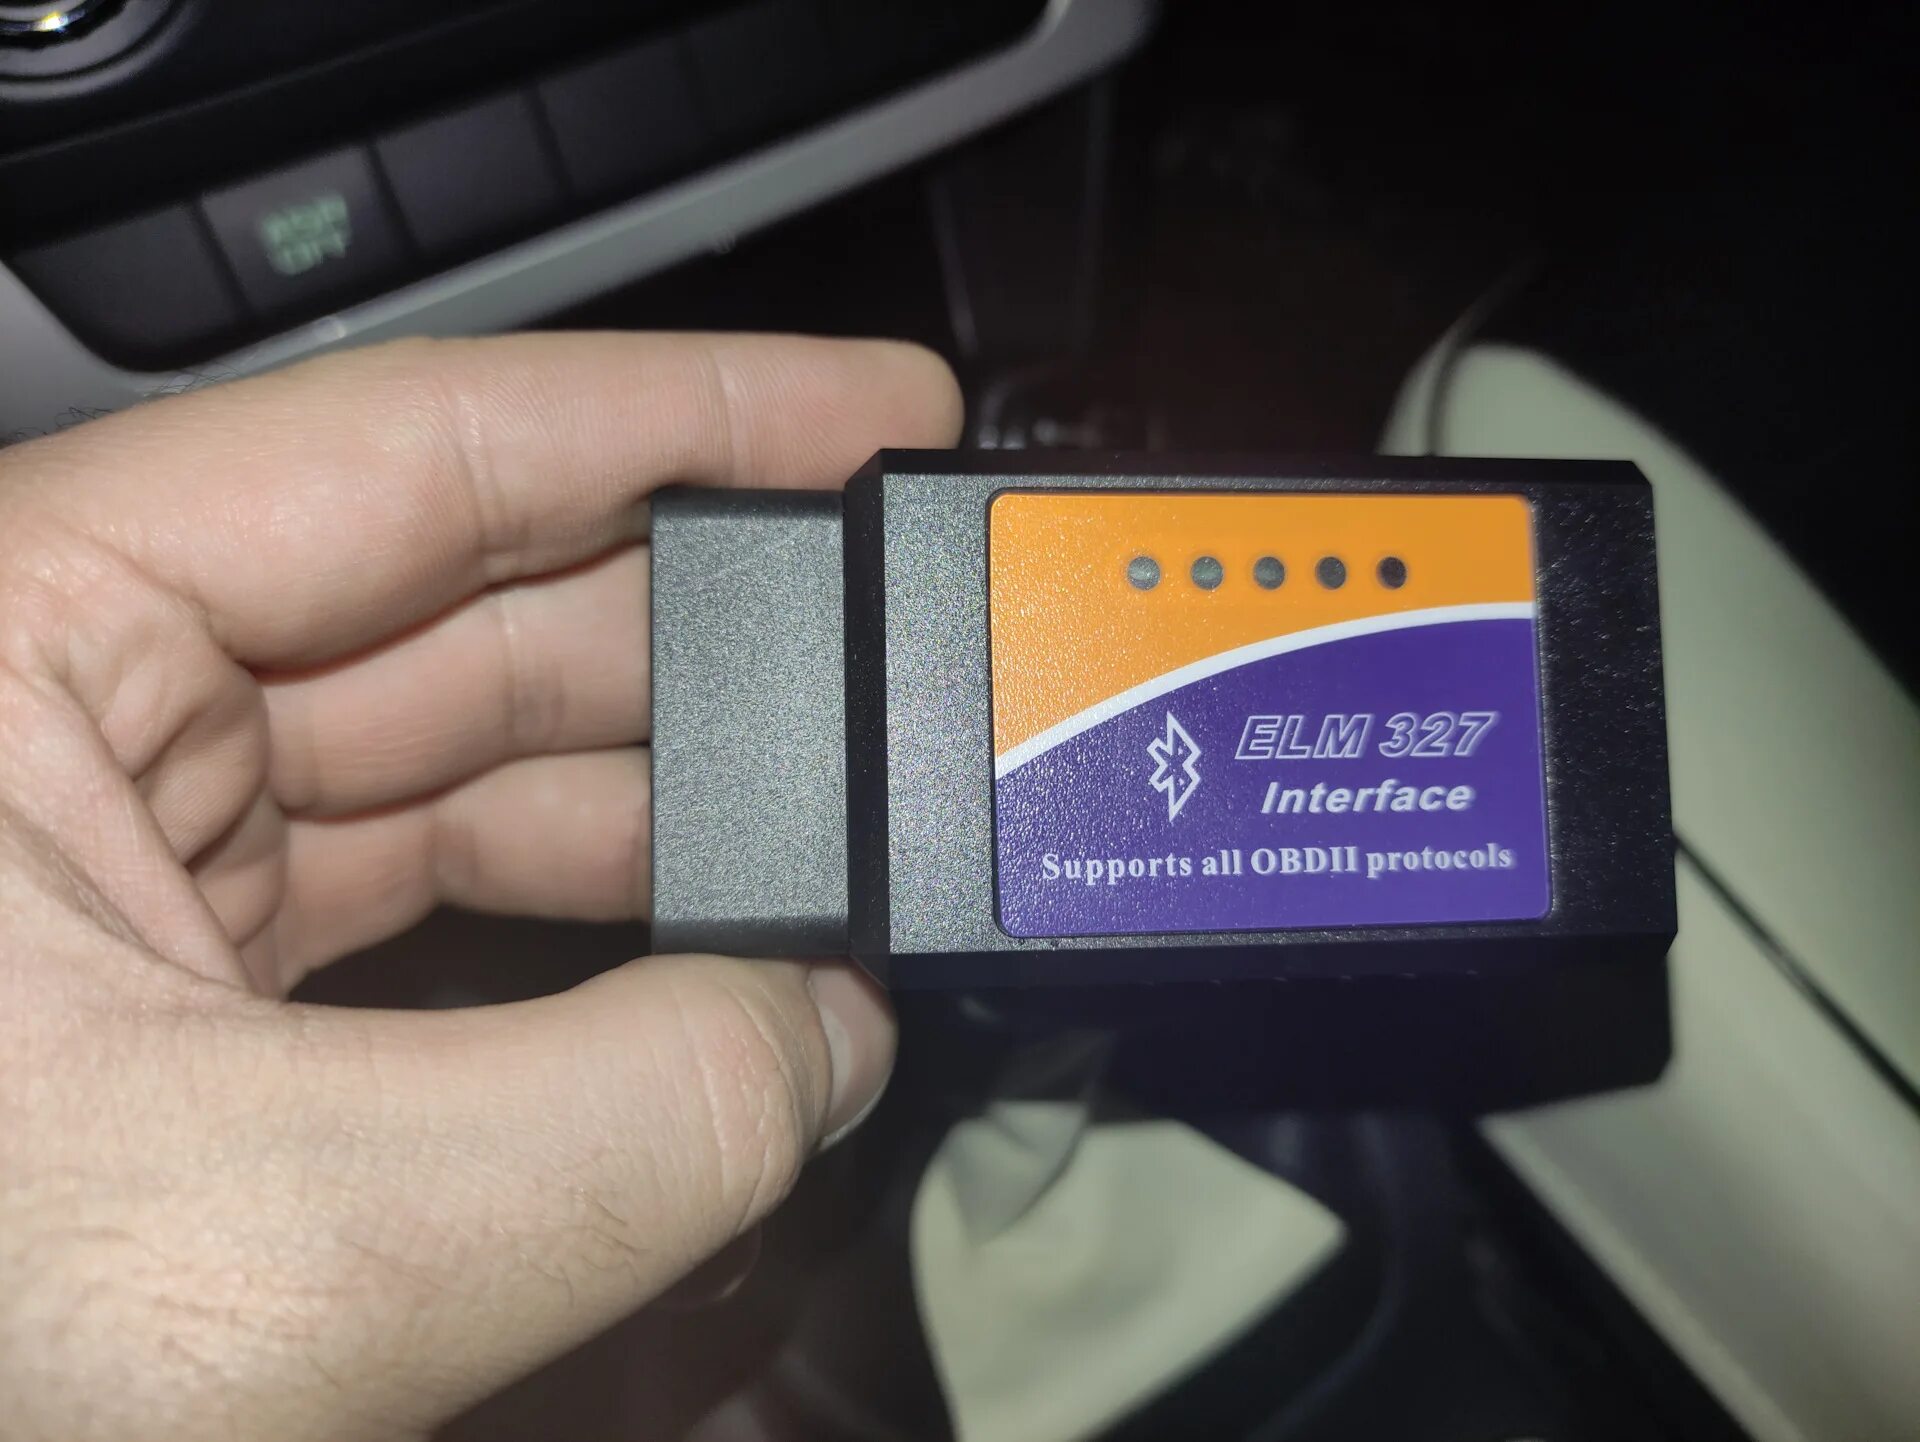 ELM 327
Interface
Supports all OBDII protocols